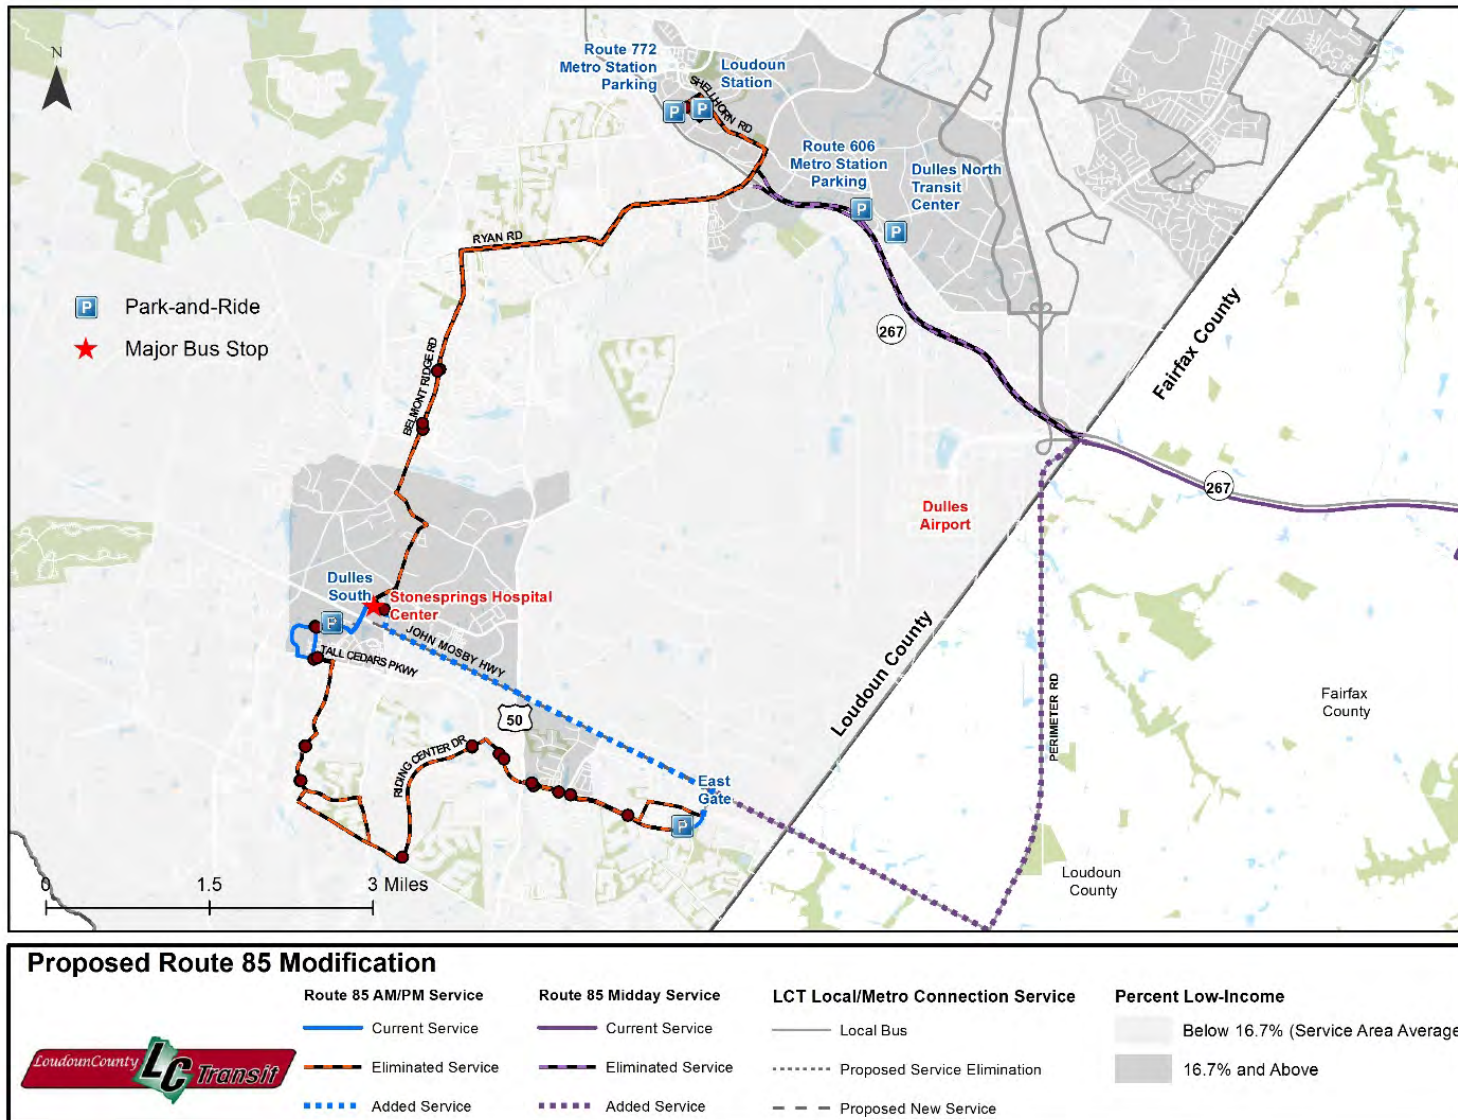 N
Route 772
Metro Station
Parking
Loudoun
Station
SHELLHORN RD
Route 606
Metro Station
Parking
Dulles North
Transit
Center
RYAN RD
P Park-and-Ride
Major Bus Stop
267
Fairfax County
BELMONT RIDGE RD
267
Dulles
Airport
Dulles
South
Stonesprings Hospital
Center
JOHN MOSBY HWY
TALL CEDARS PKWY
Loudoun County
PERIMETER RD
Fairfax
County
50
RIDING CENTER DR
East
Gate
Loudoun
County
0 1.5 3 Miles
Proposed Route 85 Modification
Loudoun County LC Transit
Route 85 AM/PM Service
Current Service
Eliminated Service
Added Service
Route 85 Midday Service
Current Service
Eliminated Service
Added Service
LCT Local/Metro Connection Service
Local Bus
Proposed Service Elimination
Proposed New Service
Percent Low-Income
Below 16.7% (Service Area Average
16.7% and Above